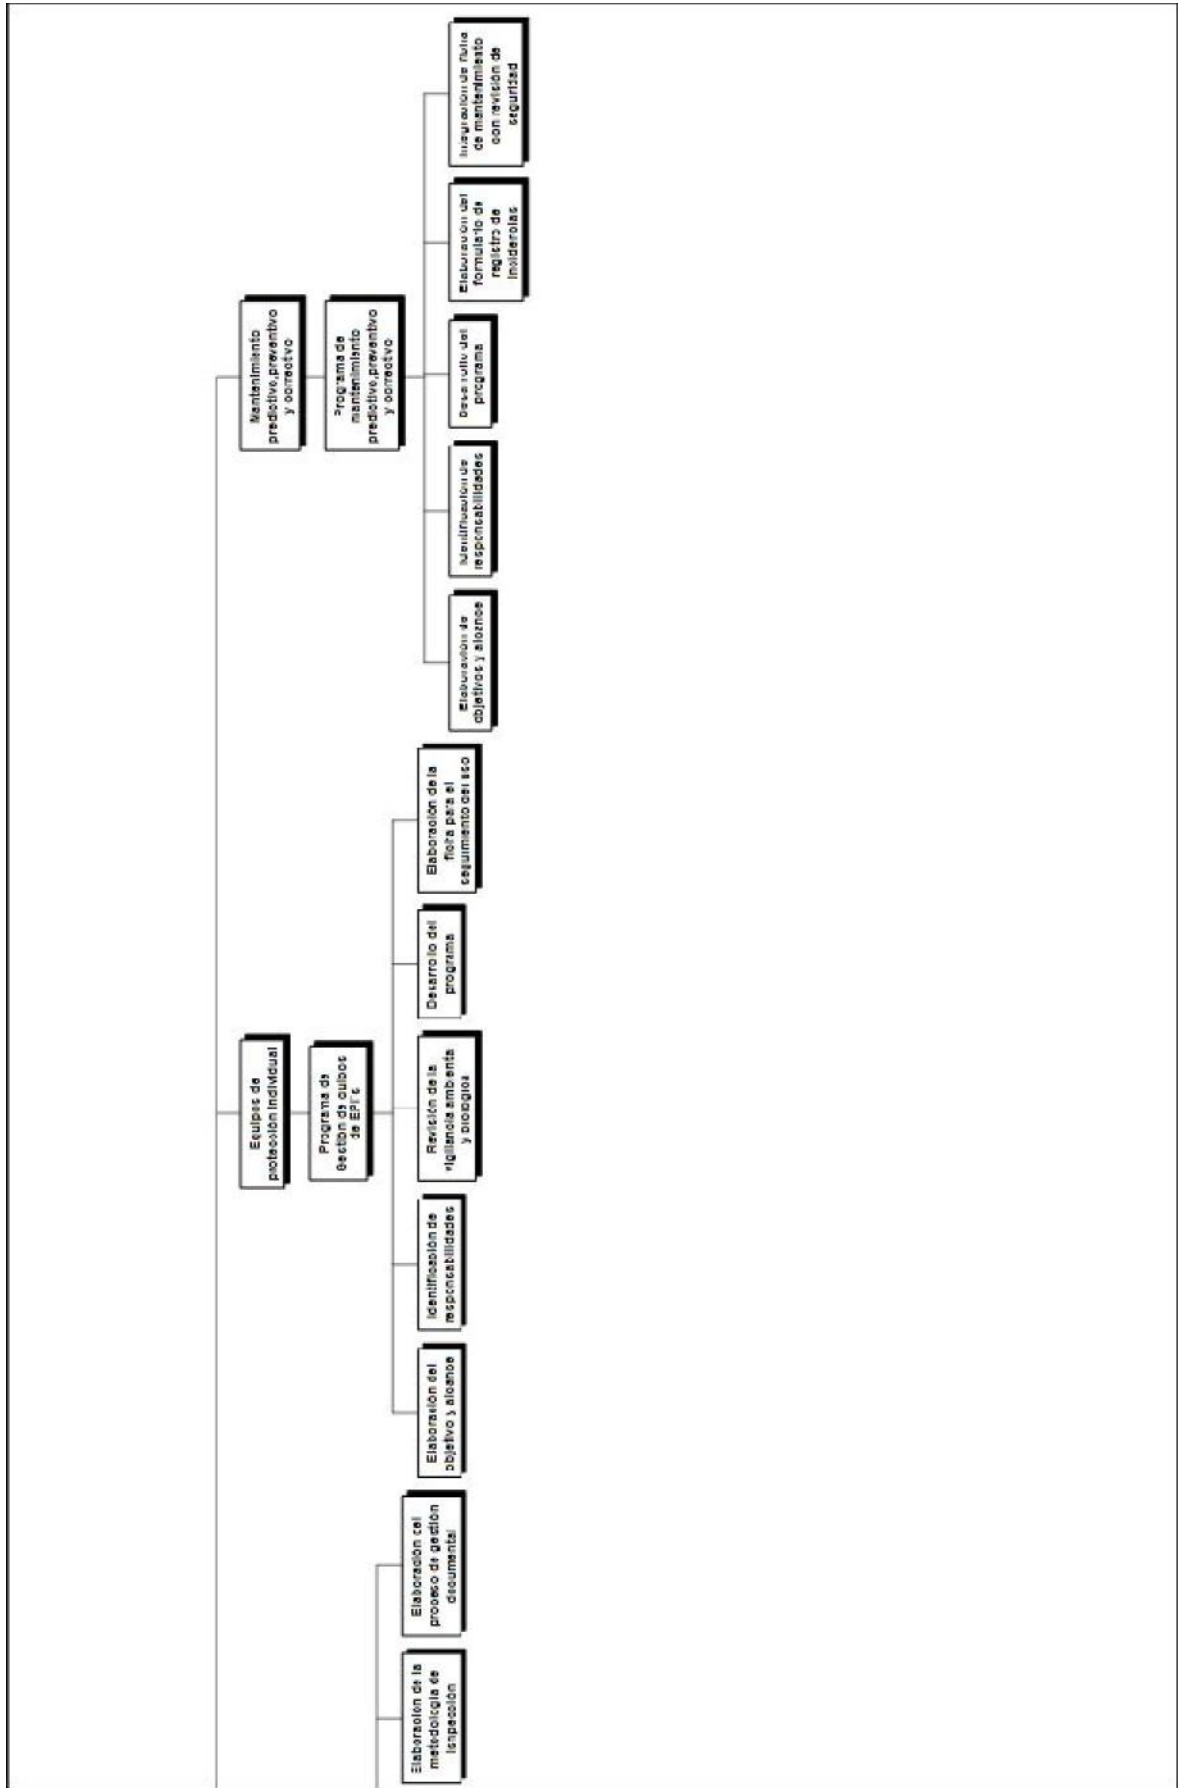 Elaboración de la
metodología de
inspección
Elaboración del
proceso de gestión
documental
Equipos de
protección individual
Programa de
Gestión de
de EPI's
Elaboración del
objetivo y alcance
Identificación de
responsabilidades
Revisión de la
vigilancia ambienta
y biológica
Desarrollo del
programa
Elaboración de la
ficha para el
seguimiento del uso
Mantenimiento
predictivo,preventivo
y correctivo
Programa de
mantenimiento
predictivo,preventivo
y correctivo
Elaboración de
objetivos y alcance
Identificación de
responsabilidades
Desarrollo del
programa
Elaboración del
formulario de
registro de
incidencias
Integración de
de mantenimiento
con revisión de
seguridad